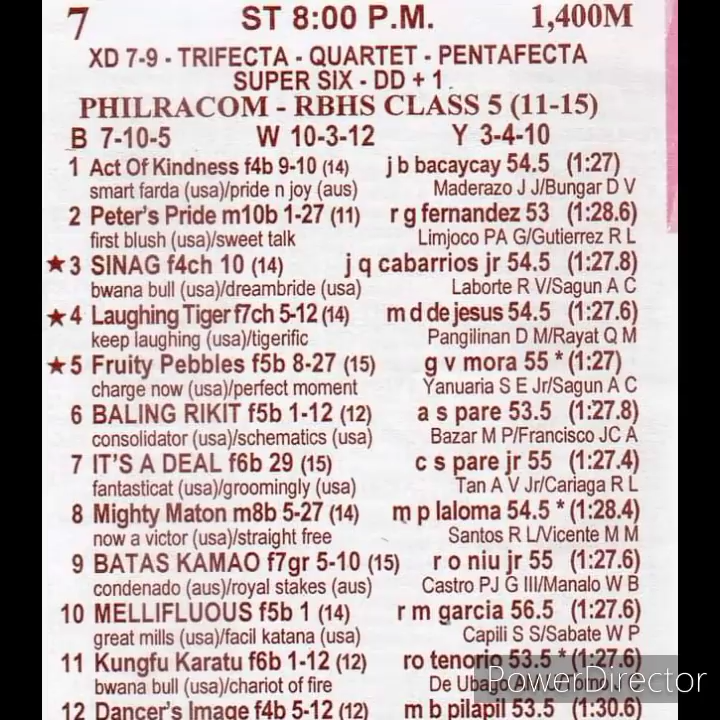 7 ST 8:00 P.M. 1,400M
XD 7-9 - TRIFECTA - QUARTET - PENTAFECTA
SUPER SIX - DD + 1
PHILRACOM - RBHS CLASS 5 (11-15)
B 7-10-5 W 10-3-12 Y 3-4-10
1 Act Of Kindness f4b 9-10 (14) j b bacaycay 54.5 (1:27)
smart farda (usa)/pride n joy (aus) Maderazo J J/Bungar D V
2 Peter's Pride m10b 1-27 (11) r g fernandez 53 (1:28.6)
first blush (usa)/sweet talk Limjoco PA G/Gutierrez R L
★3 SINAG f4ch 10 (14) j q cabarrios jr 54.5 (1:27.8)
bwana bull (usa)/dreambride (usa) Laborte R V/Sagun A C
★4 Laughing Tiger f7ch 5-12 (14) m d de jesus 54.5 (1:27.6)
keep laughing (usa)/tigerific Pangilinan D M/Rayat Q M
★5 Fruity Pebbles f5b 8-27 (15) g v mora 55 * (1:27)
charge now (usa)/perfect moment Yanuaria S E Jr/Sagun A C
6 BALING RIKIT f5b 1-12 (12) a s pare 53.5 (1:27.8)
consolidator (usa)/schematics (usa) Bazar M P/Francisco JC A
7 IT'S A DEAL f6b 29 (15) c s pare jr 55 (1:27.4)
fantasticat (usa)/groomingly (usa) Tan A V Jr/Cariaga R L
8 Mighty Maton m8b 5-27 (14) m p laloma 54.5 * (1:28.4)
now a victor (usa)/straight free Santos R L/Vicente M M
9 BATAS KAMAO f7gr 5-10 (15) r o niu jr 55 (1:27.6)
condenado (aus)/royal stakes (aus) Castro PJ G III/Manalo W B
10 MELLIFLUOUS f5b 1 (14) r m garcia 56.5 (1:27.6)
great mills (usa)/facil katana (usa) Capili S S/Sabate W P
11 Kungfu Karatu f6b 1-12 (12) ro tenorio 53.5 * (1:27.6)
bwana bull (usa)/chariot of fire De Ubago
PowerDirector
12 Dancer's Image f4b 5-12 (12) m b pilapil 53.5 (1:30.6)